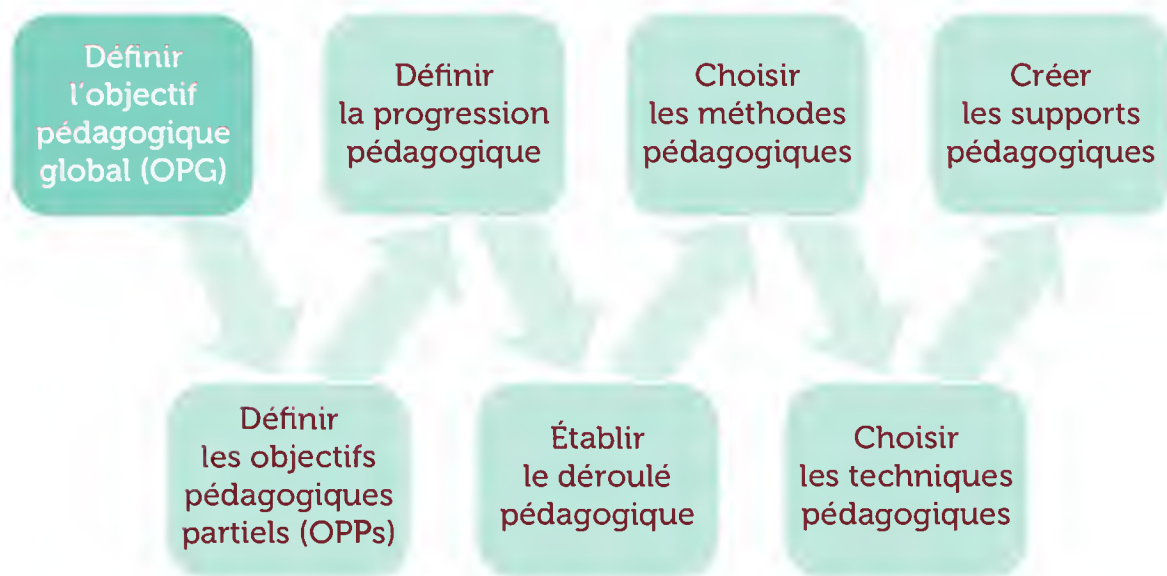 Définir
l'objectif
pédagogique
global (OPG)
Définir
les objectifs
pédagogiques
partiels (OPPs)
Définir
la progression
pédagogique
Établir
le déroulé
pédagogique
Choisir
les méthodes
pédagogiques
Choisir
les techniques
pédagogiques
Créer
les supports
pédagogiques